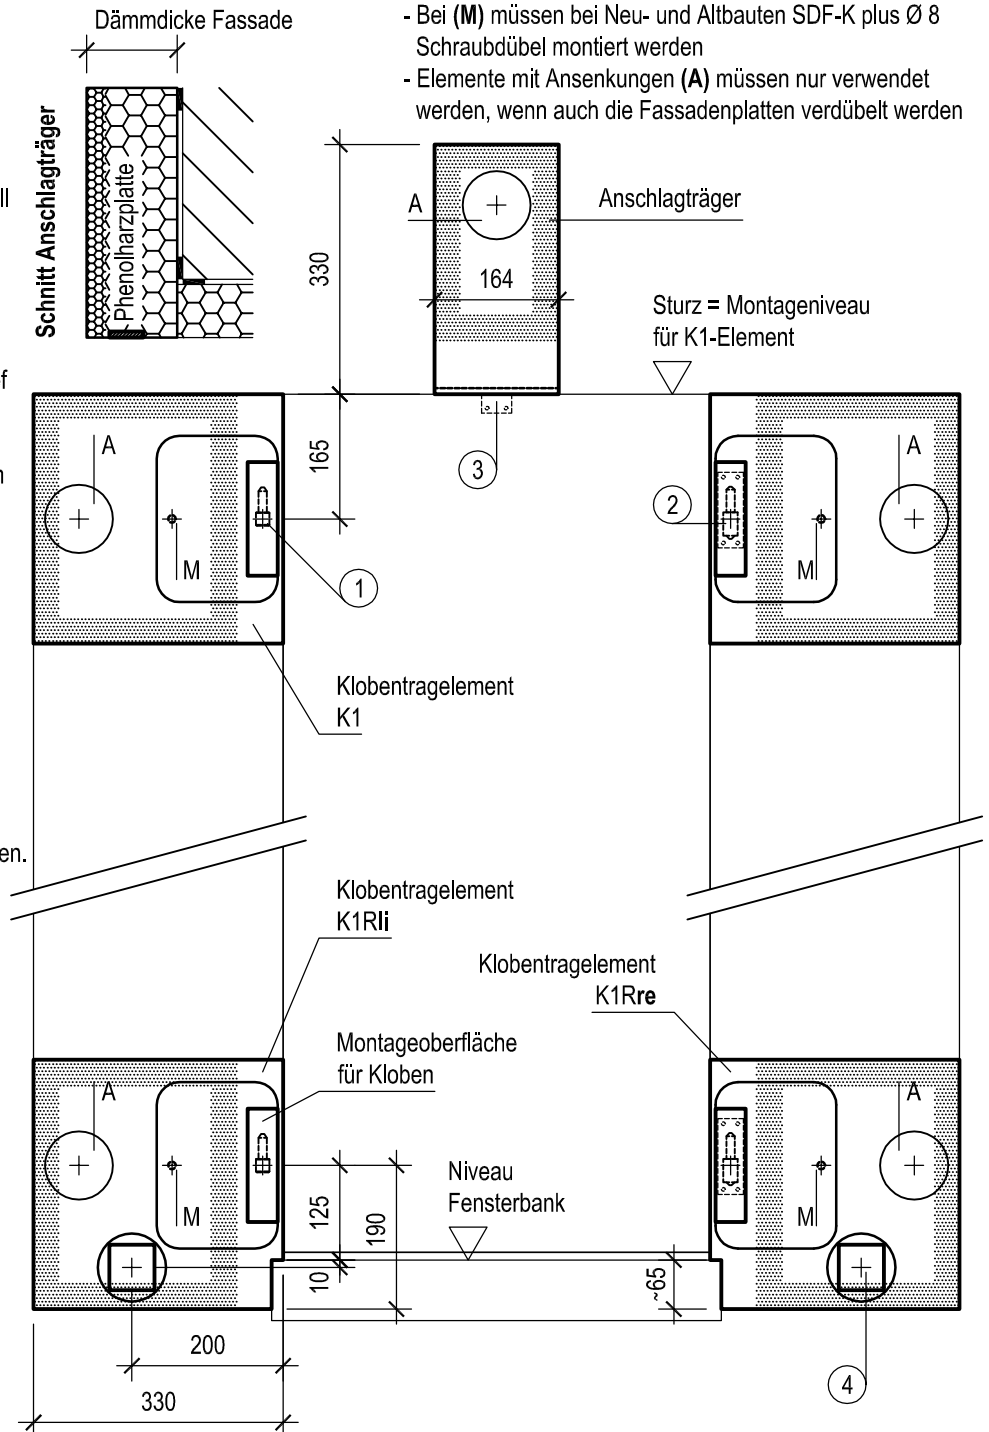 - Bei (M) müssen bei Neu- und Altbauten SDF-K plus Ø 8
Schraubdübel montiert werden
- Elemente mit Ansenkungen (A) müssen nur verwendet
werden, wenn auch die Fassadenplatten verdübelt werden
Dämmdicke Fassade
Schnitt Anschlagträger
Phenolharzplatte
ll
A
Anschlagträger
330
164
Sturz = Montageniveau
für K1-Element
ef
A
165
3
2
A
M
M
1
Klobentragelement
K1
en.
Klobentragelement
K1Rli
Klobentragelement
K1Rre
Montageoberfläche
für Kloben
A
A
M
M
125
190
10
Niveau
Fensterbank
~65
200
330
4